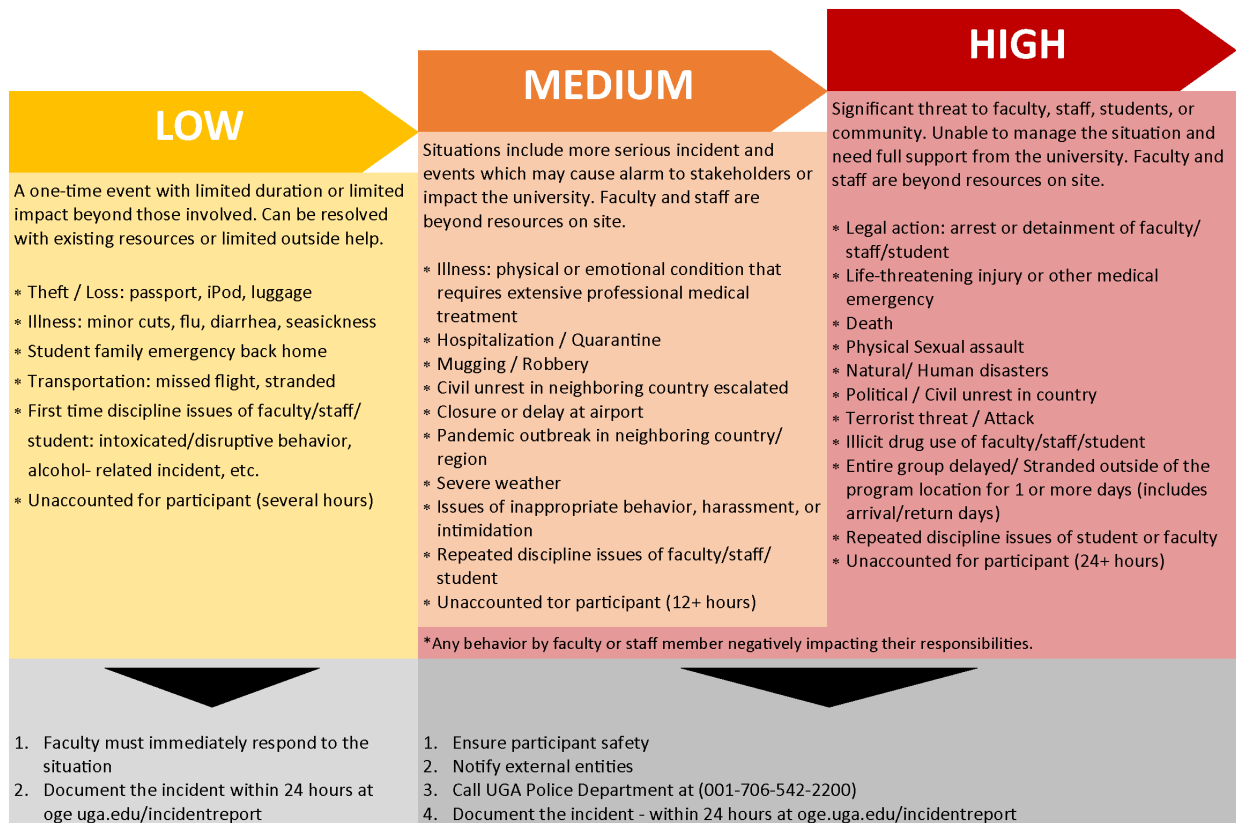 LOW
A one-time event with limited duration or limited
impact beyond those involved. Can be resolved
with existing resources or limited outside help.
* Theft / Loss: passport, iPod, luggage
* Illness: minor cuts, flu, diarrhea, seasickness
* Student family emergency back home
* Transportation: missed flight, stranded
* First time discipline issues of faculty/staff/
student: intoxicated/disruptive behavior,
alcohol- related incident, etc.
* Unaccounted for participant (several hours)
MEDIUM
Situations include more serious incident and
events which may cause alarm to stakeholders or
impact the university. Faculty and staff are
beyond resources on site.
* Illness: physical or emotional condition that
requires extensive professional medical
treatment
* Hospitalization / Quarantine
* Mugging / Robbery
* Civil unrest in neighboring country escalated
* Closure or delay at airport
* Pandemic outbreak in neighboring country/
region
* Severe weather
* Issues of inappropriate behavior, harassment, or
intimidation
* Repeated discipline issues of faculty/staff/
student
* Unaccounted tor participant (12+ hours)
HIGH
Significant threat to faculty, staff, students, or
community. Unable to manage the situation and
need full support from the university. Faculty and
staff are beyond resources on site.
* Legal action: arrest or detainment of faculty/
staff/student
* Life-threatening injury or other medical
emergency
* Death
* Physical Sexual assault
* Natural/ Human disasters
* Political / Civil unrest in country
* Terrorist threat / Attack
* Illicit drug use of faculty/staff/student
* Entire group delayed/ Stranded outside of the
program location for 1 or more days (includes
arrival/return days)
* Repeated discipline issues of student or faculty
* Unaccounted for participant (24+ hours)
*Any behavior by faculty or staff member negatively impacting their responsibilities.
1. Faculty must immediately respond to the
situation
2. Document the incident within 24 hours at
oge uga.edu/incidentreport
1. Ensure participant safety
2. Notify external entities
3. Call UGA Police Department at (001-706-542-2200)
4. Document the incident - within 24 hours at oge.uga.edu/incidentreport